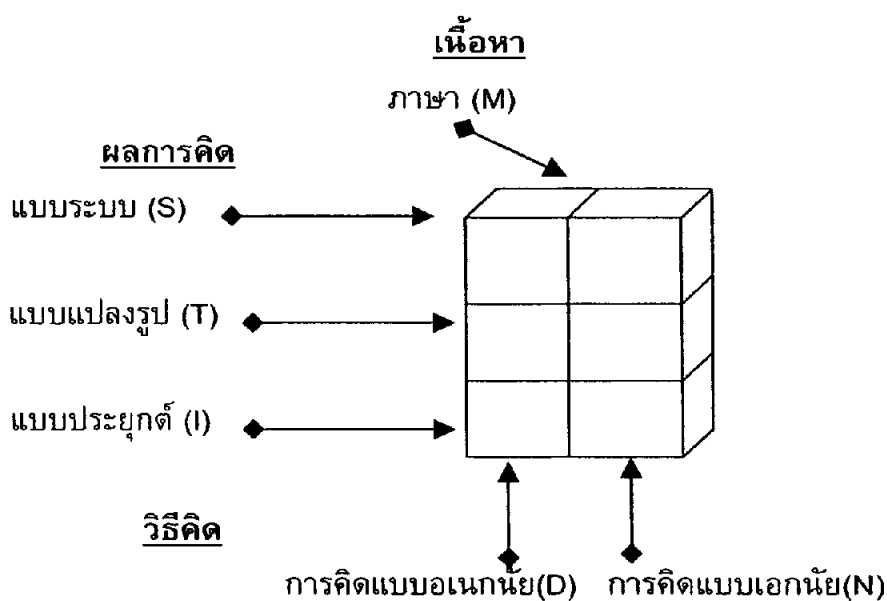 เนื้อหา
ภาษา (M)
ผลการคิด
แบบระบบ (S)
แบบแปลงรูป (T)
แบบประยุกต์ (I)
วิธีคิด
การคิดแบบอเนกนัย(D) การคิดแบบเอกนัย(N)